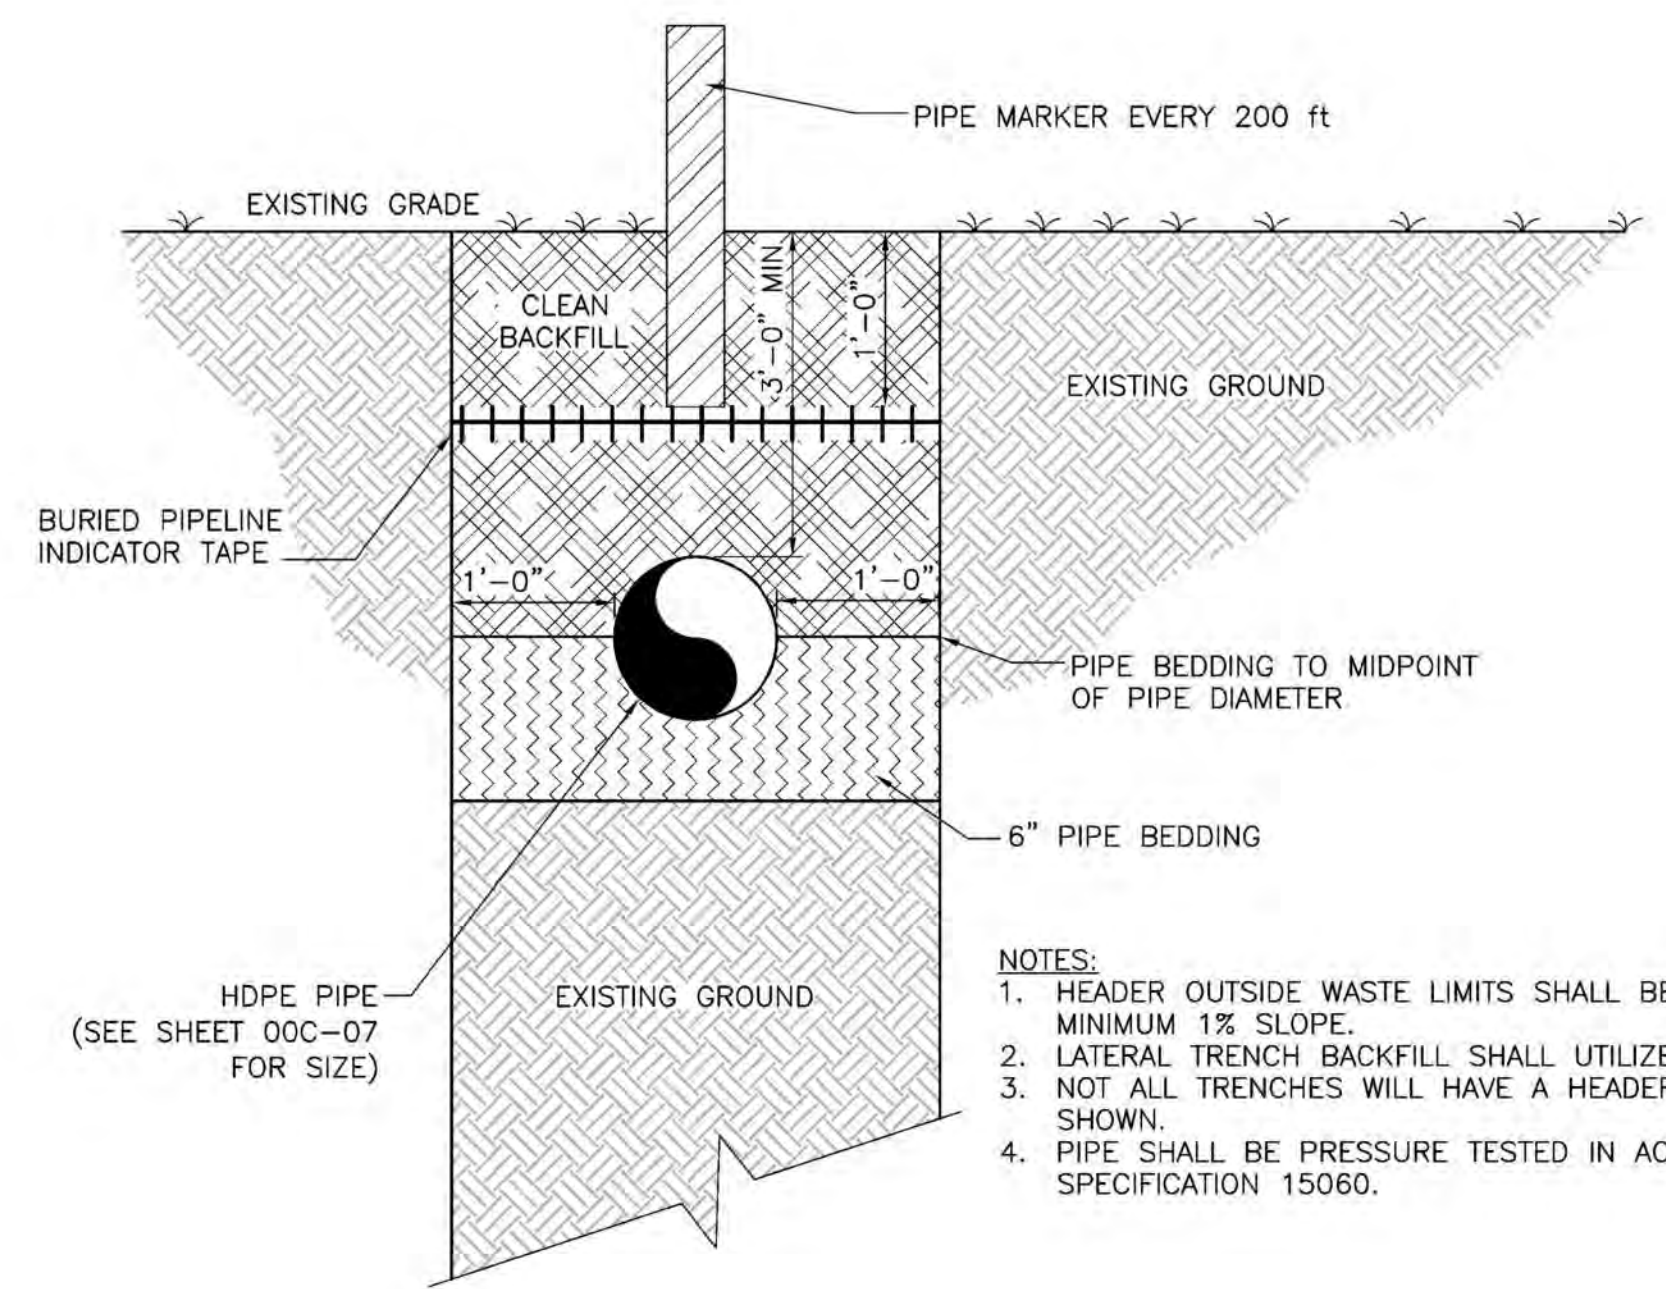 PIPE MARKER EVERY 200 ft
EXISTING GRADE
CLEAN
BACKFILL
3'-0" MIN
1'-0"
EXISTING GROUND
BURIED PIPELINE
INDICATOR TAPE
1'-0"
1'-0"
PIPE BEDDING TO MIDPOINT
OF PIPE DIAMETER
6" PIPE BEDDING
HDPE PIPE
(SEE SHEET 00C-07
FOR SIZE)
EXISTING GROUND
NOTES:
1. HEADER OUTSIDE WASTE LIMITS SHALL BE
MINIMUM 1% SLOPE.
2. LATERAL TRENCH BACKFILL SHALL UTILIZE
3. NOT ALL TRENCHES WILL HAVE A HEADER
SHOWN.
4. PIPE SHALL BE PRESSURE TESTED IN
SPECIFICATION 15060.